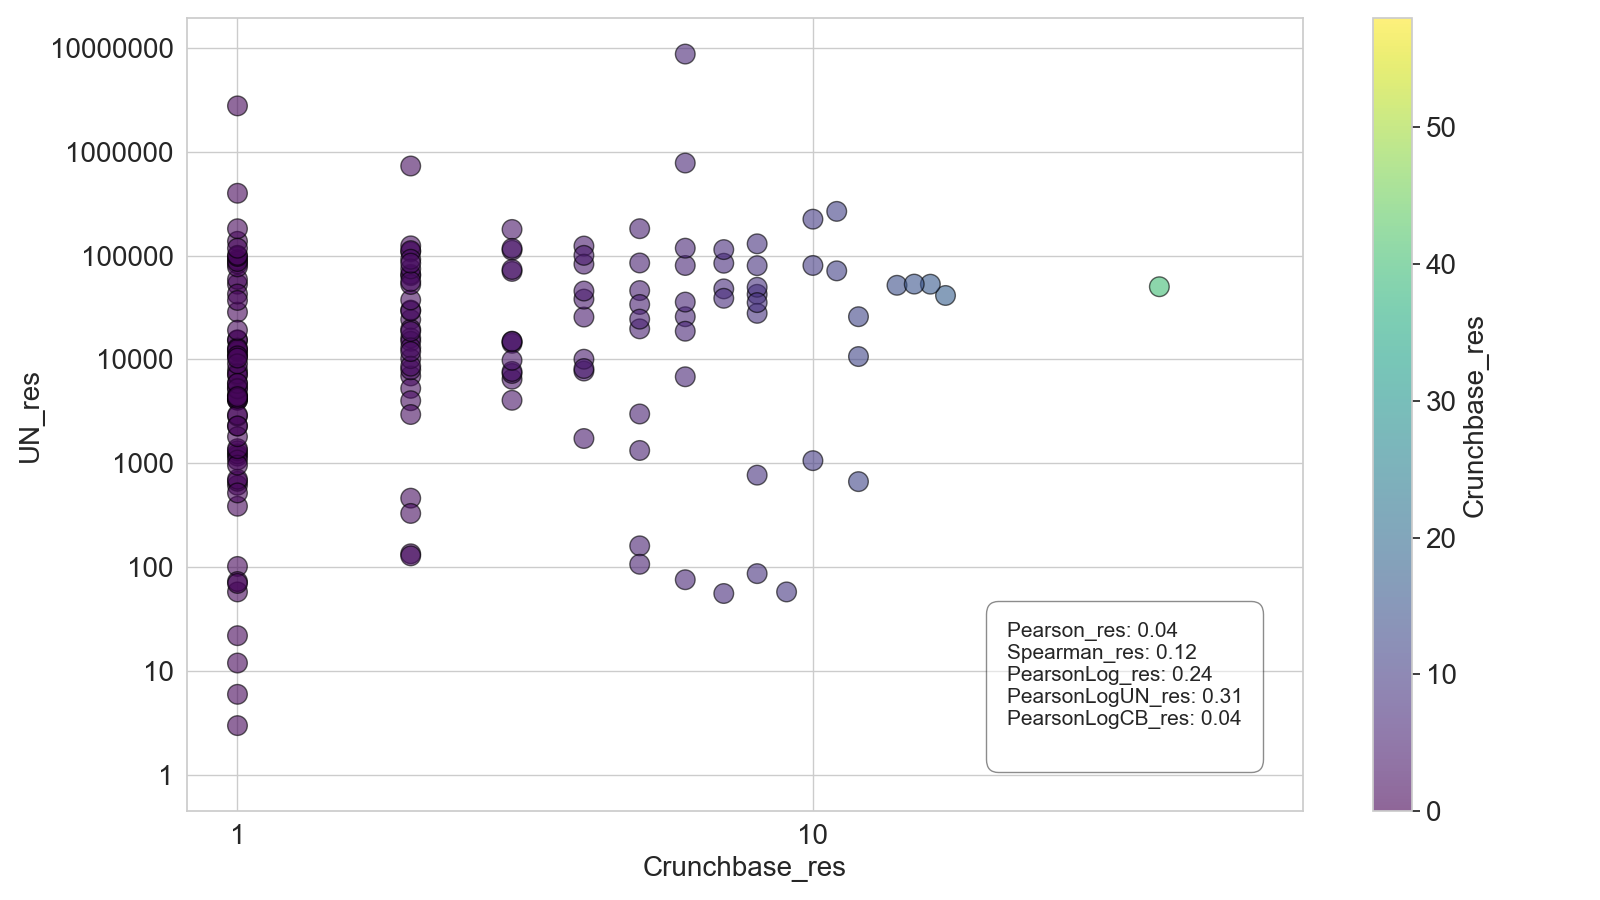 10000000
1000000
100000
10000
1000
100
10
1
UN_res
1
10
Crunchbase_res
Pearson_res: 0.04
Spearman_res: 0.12
PearsonLog_res: 0.24
PearsonLogUN_res: 0.31
PearsonLogCB_res: 0.04
50
40
30
20
10
0
Crunchbase_res